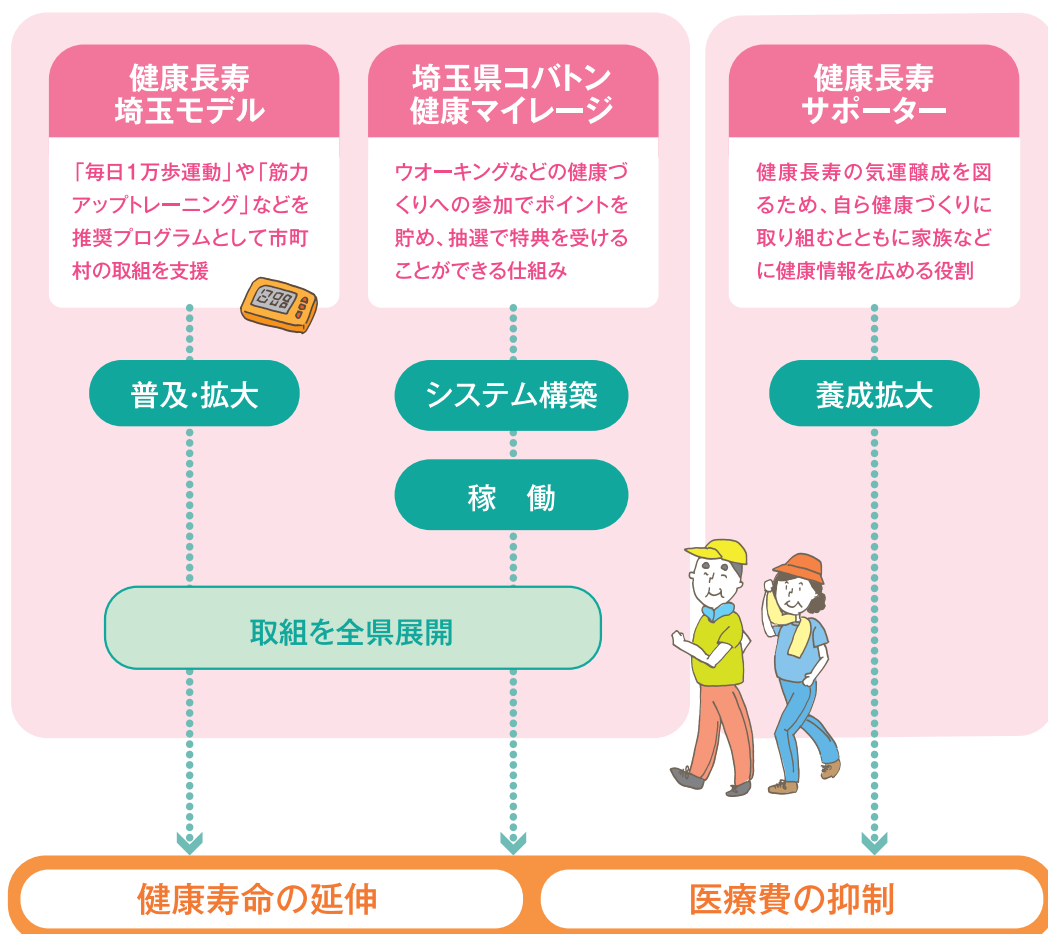 健康長寿
埼玉モデル
「毎日1万歩運動」や「筋力
アップトレーニング」などを
推奨プログラムとして市町
村の取組を支援
普及・拡大
埼玉県コバトン
健康マイレージ
ウオーキングなどの健康づ
くりへの参加でポイントを
貯め、抽選で特典を受ける
ことができる仕組み
システム構築
稼　働
取組を全県展開
健康長寿
サポーター
健康長寿の気運醸成を図
るため、自ら健康づくりに
取り組むとともに家族など
に健康情報を広める役割
養成拡大
健康寿命の延伸
医療費の抑制